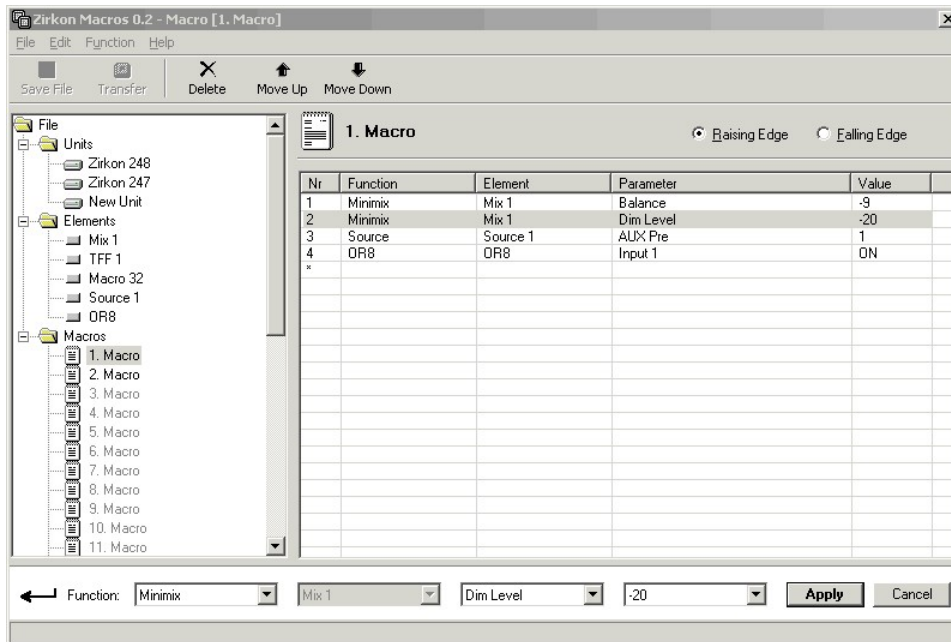 Zirkon Macros 0.2 - Macro [1. Macro]
File Edit Function Help
Save File Transfer Delete Move Up Move Down
File
Units
Zirkon 248
Zirkon 247
New Unit
Elements
Mix 1
TFF 1
Macro 32
Source 1
OR8
Macros
1. Macro
2. Macro
3. Macro
4. Macro
5. Macro
6. Macro
7. Macro
8. Macro
9. Macro
10. Macro
11. Macro
1. Macro Raising Edge Falling Edge
Nr Function Element Parameter Value
1 Minimix Mix 1 Balance -9
2 Minimix Mix 1 Dim Level -20
3 Source Source 1 AUX Pre 1
4 OR8 OR8 Input 1 ON
*
Function: Minimix Mix 1 Dim Level -20 Apply Cancel